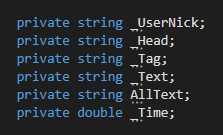 private string _UserNick;
private string _Head;
private string _Tag;
private string _Text;
private string AllText;
private double _Time;